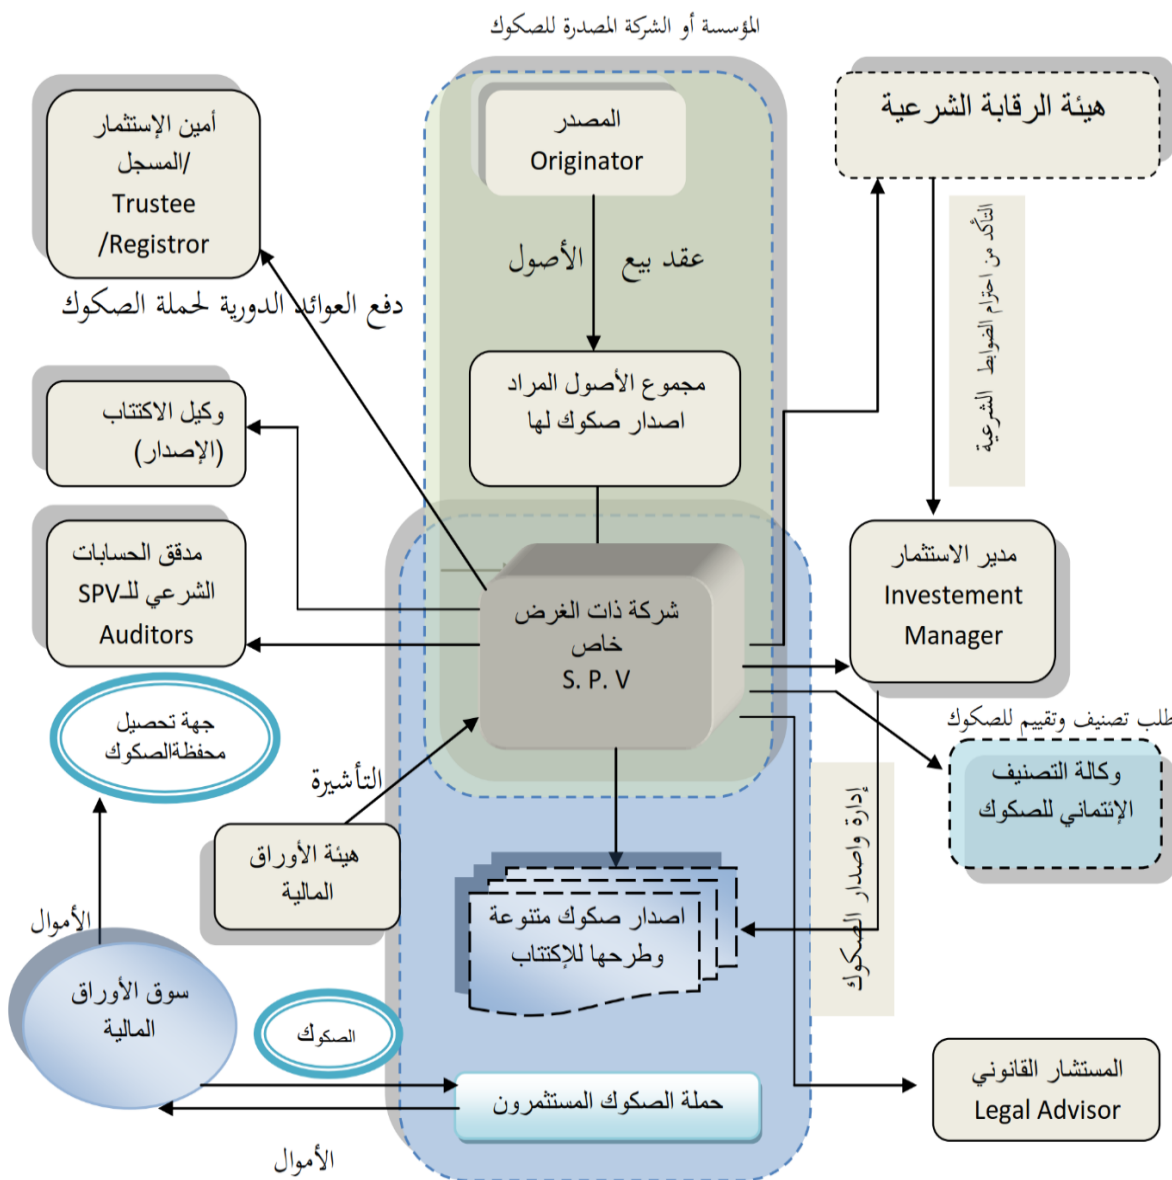 المؤسسة أو الشركة المصدرة للصكوك
هيئة الرقابة الشرعية
المصدر
Originator
أمين الإستثمار
/المسجل
Trustee
/Registror
التأكد من احترام الضوابط الشرعية
عقد بيع
الأصول
دفع العوائد الدورية لحملة الصكوك
مجموع الأصول المراد
اصدار صكوك لها
وكيل الاكتتاب
(الإصدار)
مدقق الحسابات
الشرعي للـSPV
Auditors
مدير الاستثمار
Investement
Manager
شركة ذات الغرض
خاص
S. P. V
جهة تحصيل
محفظةالصكوك
طلب تصنيف وتقييم للصكوك
وكالة التصنيف
الإئتماني للصكوك
التأشيرة
هيئة الأوراق
المالية
إدارة واصدار الصكوك
اصدار صكوك متنوعة
وطرحها للإكتتاب
الأموال
سوق الأوراق
المالية
الصكوك
حملة الصكوك المستثمرون
المستشار القانوني
Legal Advisor
الأموال